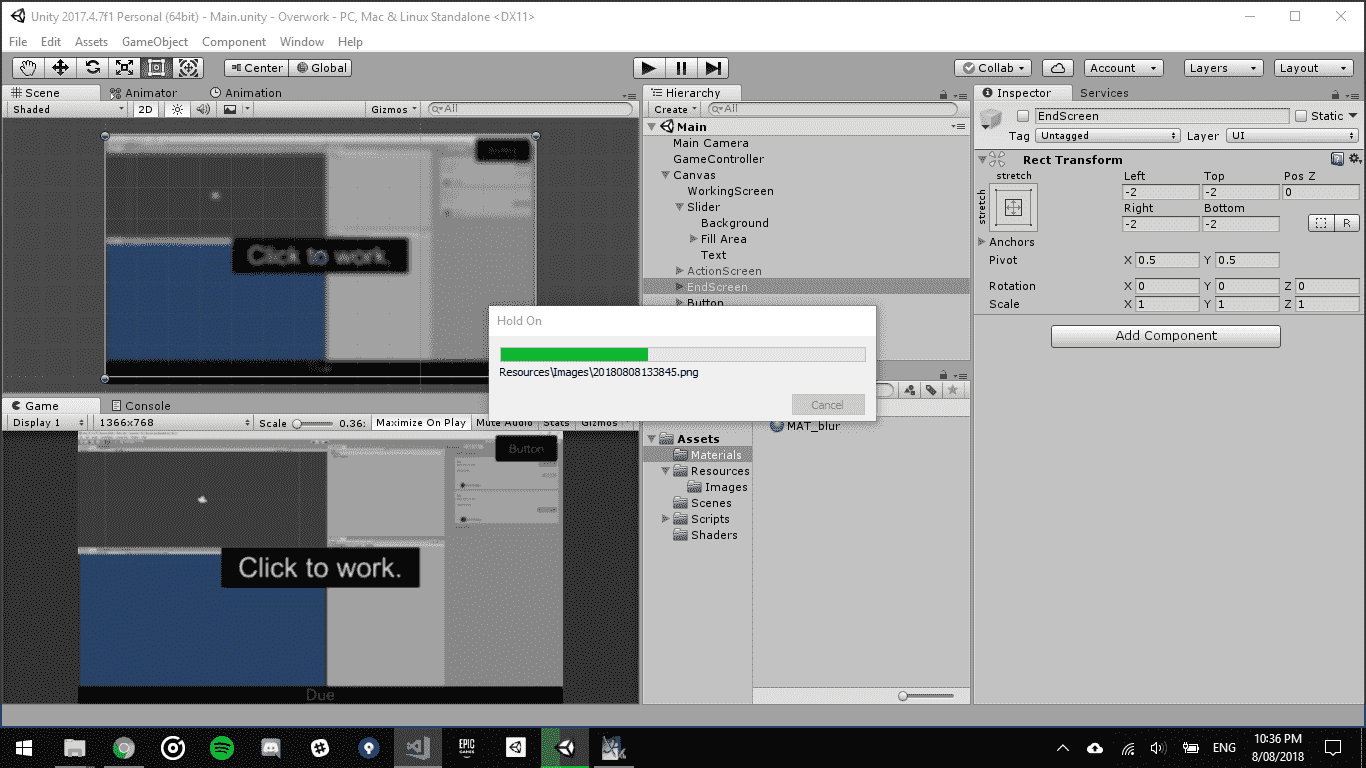 Unity 2017.4.7f1 Personal (64bit) - Main.unity - Overwork - PC, Mac & Linux Standalone <DX11>
File Edit Assets GameObject Component Window Help
Center Global Collab Account Layers Layout
Scene Animator Animation
Shaded 2D Gizmos All
Click to work.
Hierarchy
Create All
Main
Main Camera
GameController
Canvas
WorkingScreen
Slider
Background
Fill Area
Text
ActionScreen
EndScreen
Button
Inspector Services
EndScreen Static
Tag Untagged Layer UI
Rect Transform
stretch Left Top Pos Z
stretch -2 -2 0
Right Bottom
-2 -2 R
Anchors
Pivot X 0.5 Y 0.5
Rotation X 0 Y 0 Z 0
Scale X 1 Y 1 Z 1
Add Component
Hold On
Resources\Images\20180808133845.png
Cancel
Game Console
Display 1 1366x768 Scale 0.36: Maximize On Play Mute Audio Stats Gizmos
Button
Click to work.
Due
MAT_blur
Assets
Materials
Resources
Images
Scenes
Scripts
Shaders
EPIC
GAMES
ENG
10:36 PM
8/08/2018